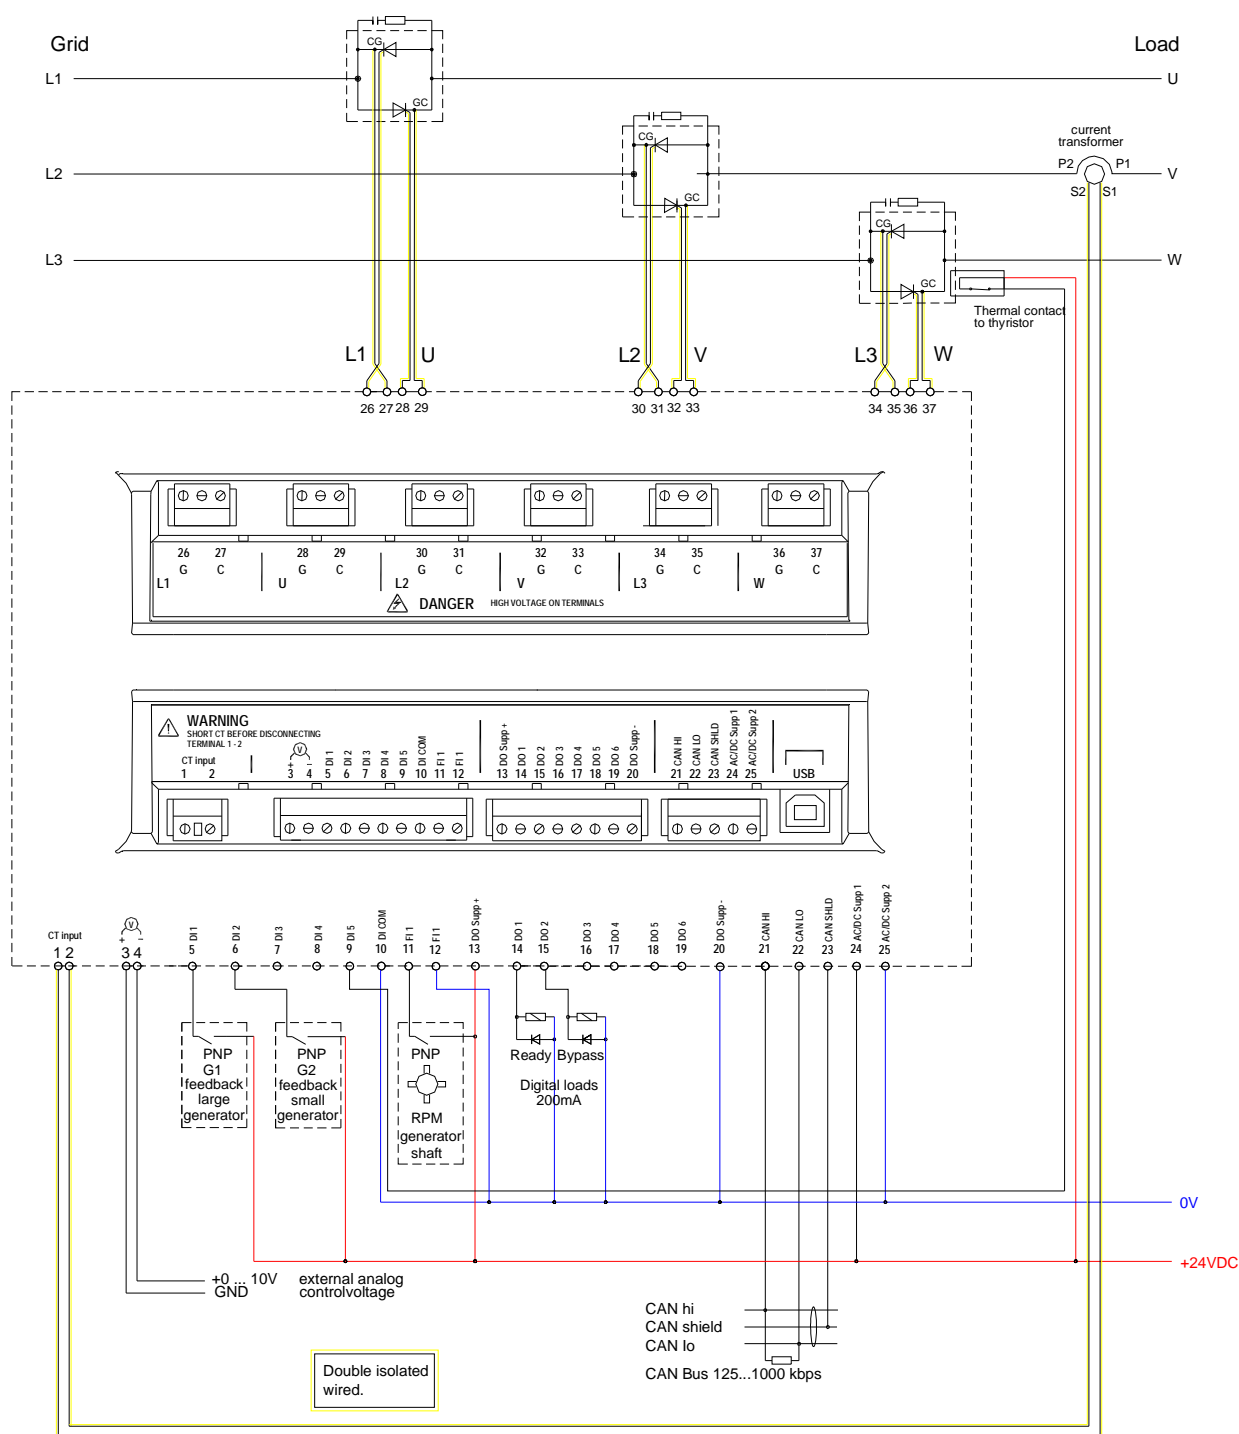 Grid
Load
CG
L1
U
GC
CG
current
transformer
L2
P2
P1
V
S2
S1
GC
CG
L3
W
GC
Thermal contact
to thyristor
L1 U L2 V L3 W
26 27 28 29 30 31 32 33 34 35 36 37
26 27 28 29 30 31 32 33 34 35 36 37
G C G C G C G C G C G C
L1 U L2 V L3 W
DANGER HIGH VOLTAGE ON TERMINALS
WARNING
SHORT CT BEFORE DISCONNECTING
TERMINAL 1 - 2
CT input
1 2
V
+ -
3 4
DI 1
5
DI 2
6
DI 3
7
DI 4
8
DI 5
9
DI COM
10
FI 1
11
FI 1
12
DO Supp +
13
DO 1
14
DO 2
15
DO 3
16
DO 4
17
DO 5
18
DO 6
19
DO Supp -
20
CAN HI
21
CAN LO
22
CAN SHLD
23
AC/DC Supp 1
24
AC/DC Supp 2
25
USB
CT input
1 2
V
+ -
3 4
5 DI 1
6 DI 2
7 DI 3
8 DI 4
9 DI 5
10 DI COM
11 FI 1
12 FI 1
13 DO Supp +
14 DO 1
15 DO 2
16 DO 3
17 DO 4
18 DO 5
19 DO 6
20 DO Supp -
21 CAN HI
22 CAN LO
23 CAN SHLD
24 AC/DC Supp 1
25 AC/DC Supp 2
PNP
G1
feedback
large
generator
PNP
G2
feedback
small
generator
PNP
RPM
generator
shaft
Ready Bypass
Digital loads
200mA
0V
+24VDC
+0 ... 10V
GND
external analog
controlvoltage
CAN hi
CAN shield
CAN lo
CAN Bus 125...1000 kbps
Double isolated
wired.